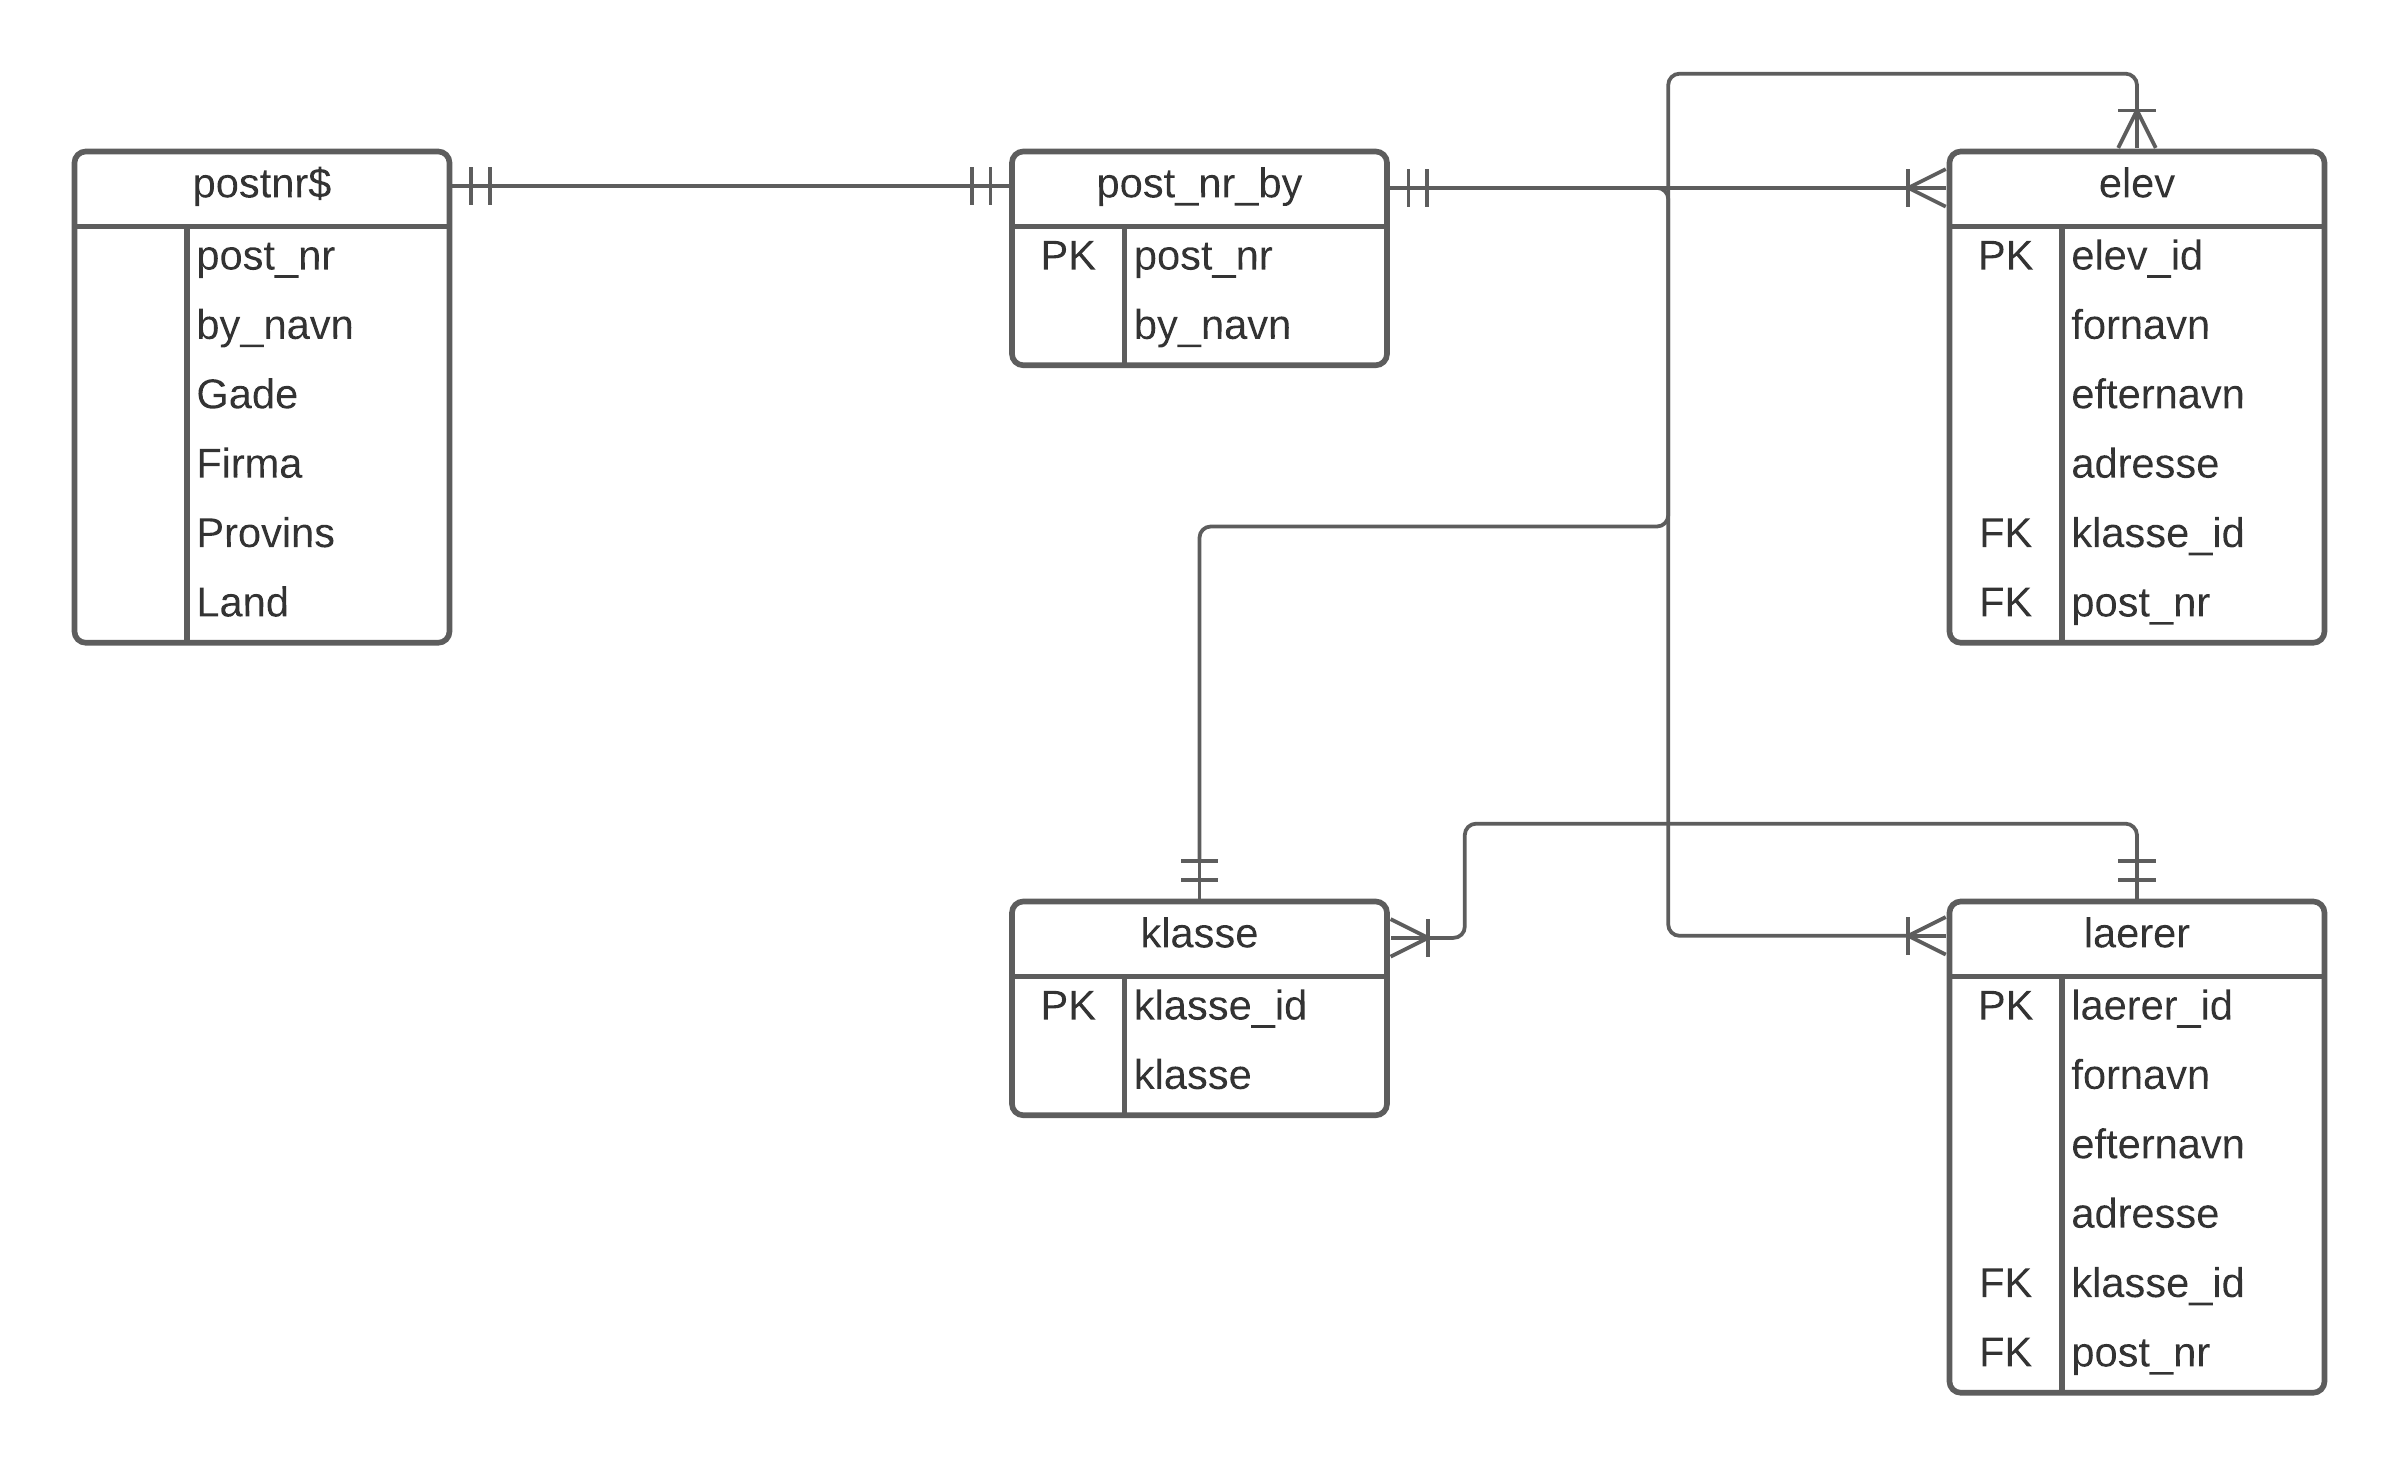 postnr$
post_nr
by_navn
Gade
Firma
Provins
Land
post_nr_by
PK post_nr
by_navn
elev
PK elev_id
fornavn
efternavn
adresse
FK klasse_id
FK post_nr
klasse
PK klasse_id
klasse
laerer
PK laerer_id
fornavn
efternavn
adresse
FK klasse_id
FK post_nr